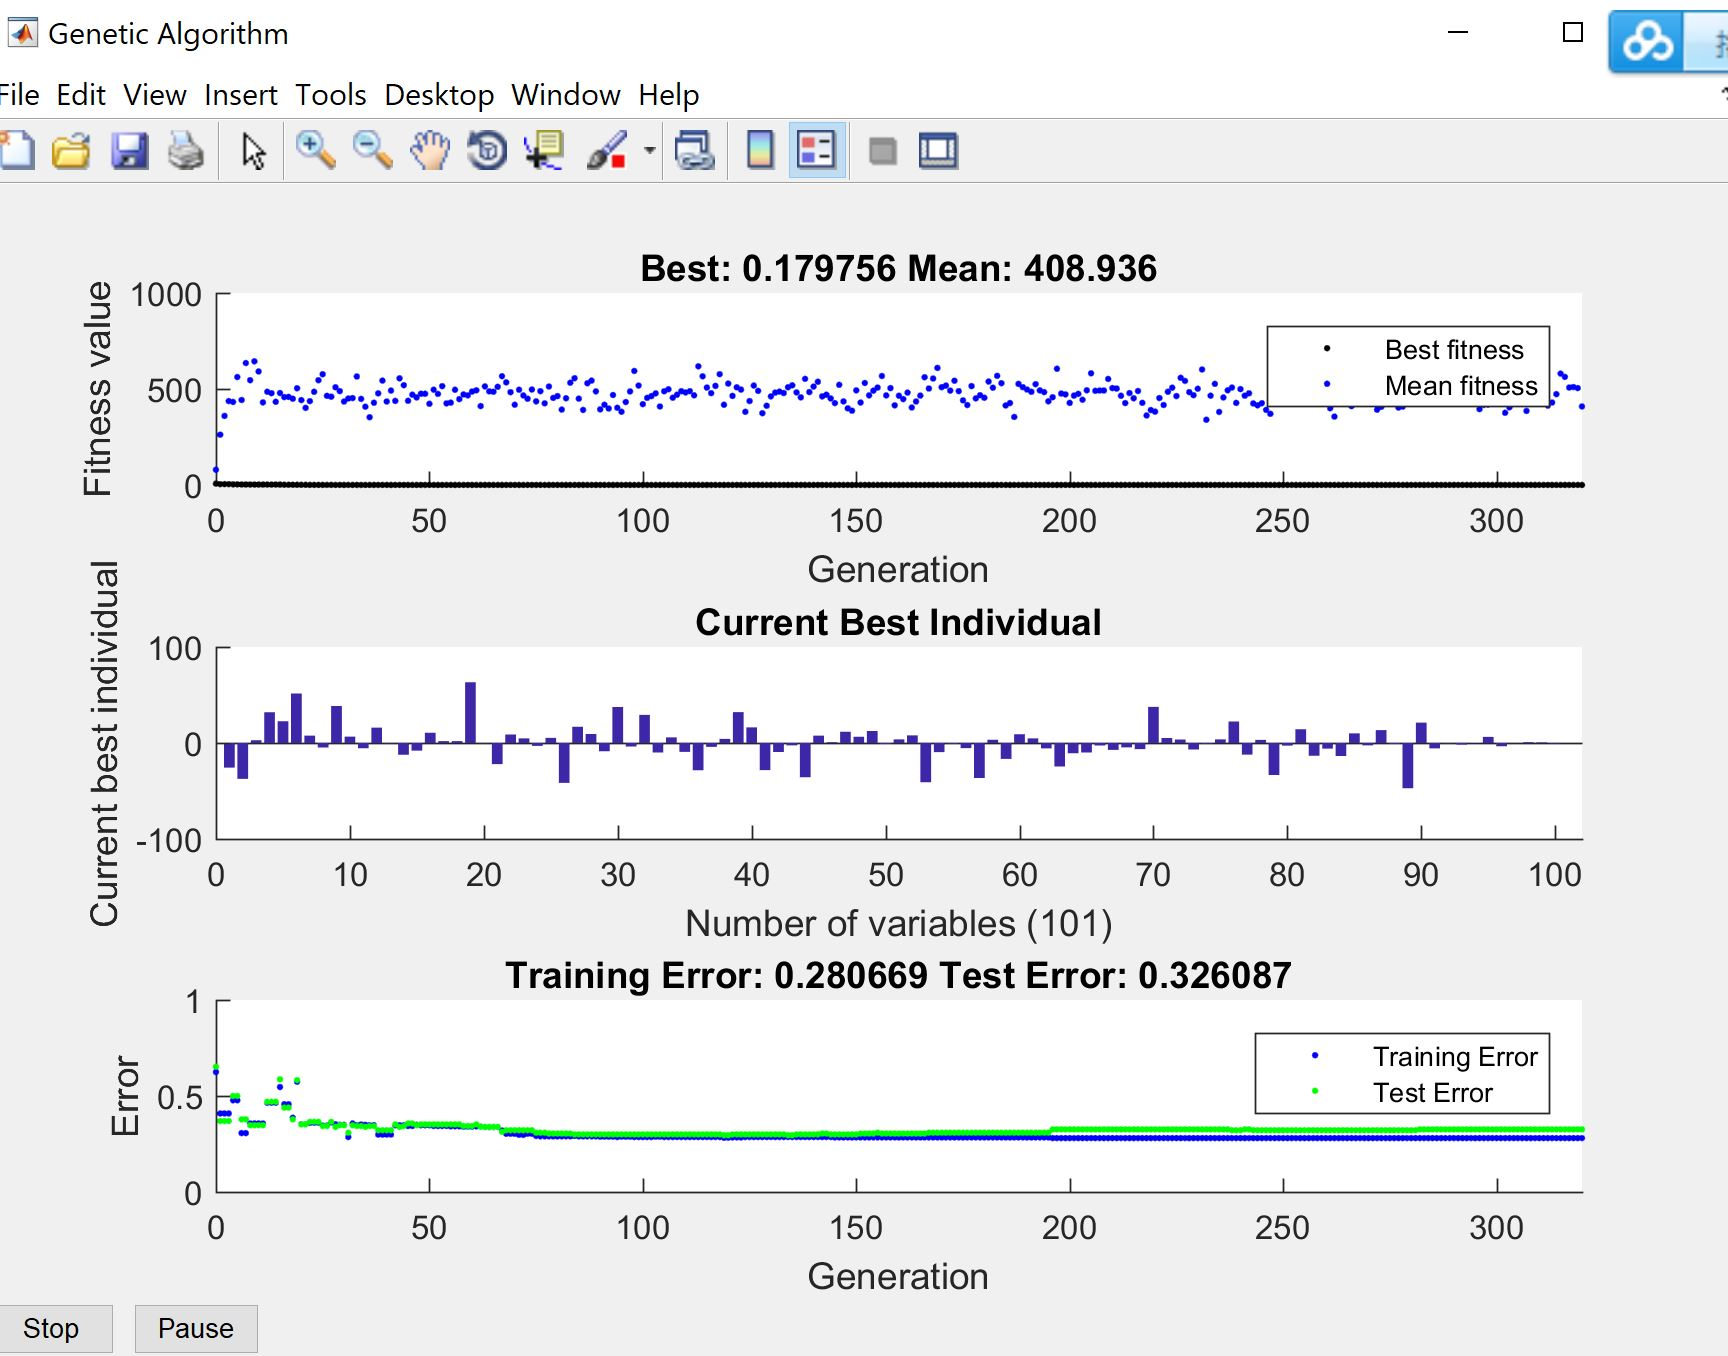 Genetic Algorithm
File Edit View Insert Tools Desktop Window Help
Best: 0.179756 Mean: 408.936
Fitness value
1000
500
0
Best fitness
Mean fitness
0 50 100 150 200 250 300
Generation
Current Best Individual
Current best individual
100
0
-100
0 10 20 30 40 50 60 70 80 90 100
Number of variables (101)
Training Error: 0.280669 Test Error: 0.326087
Error
1
0.5
0
Training Error
Test Error
0 50 100 150 200 250 300
Generation
Stop Pause